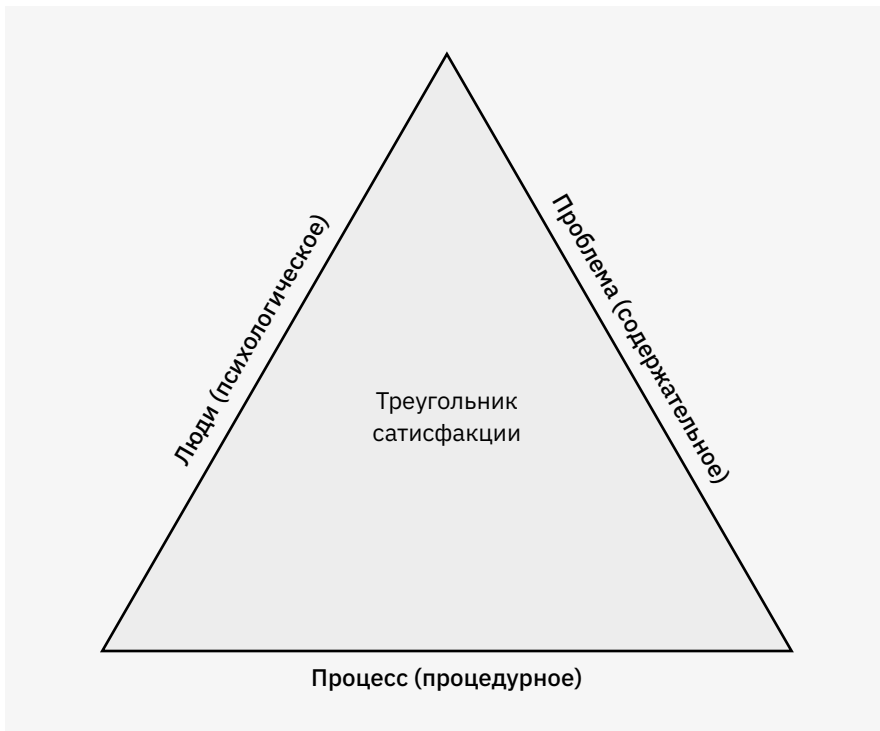 Люди (психологическое)
Проблема (содержательное)
Треугольник
сатисфакции
Процесс (процедурное)